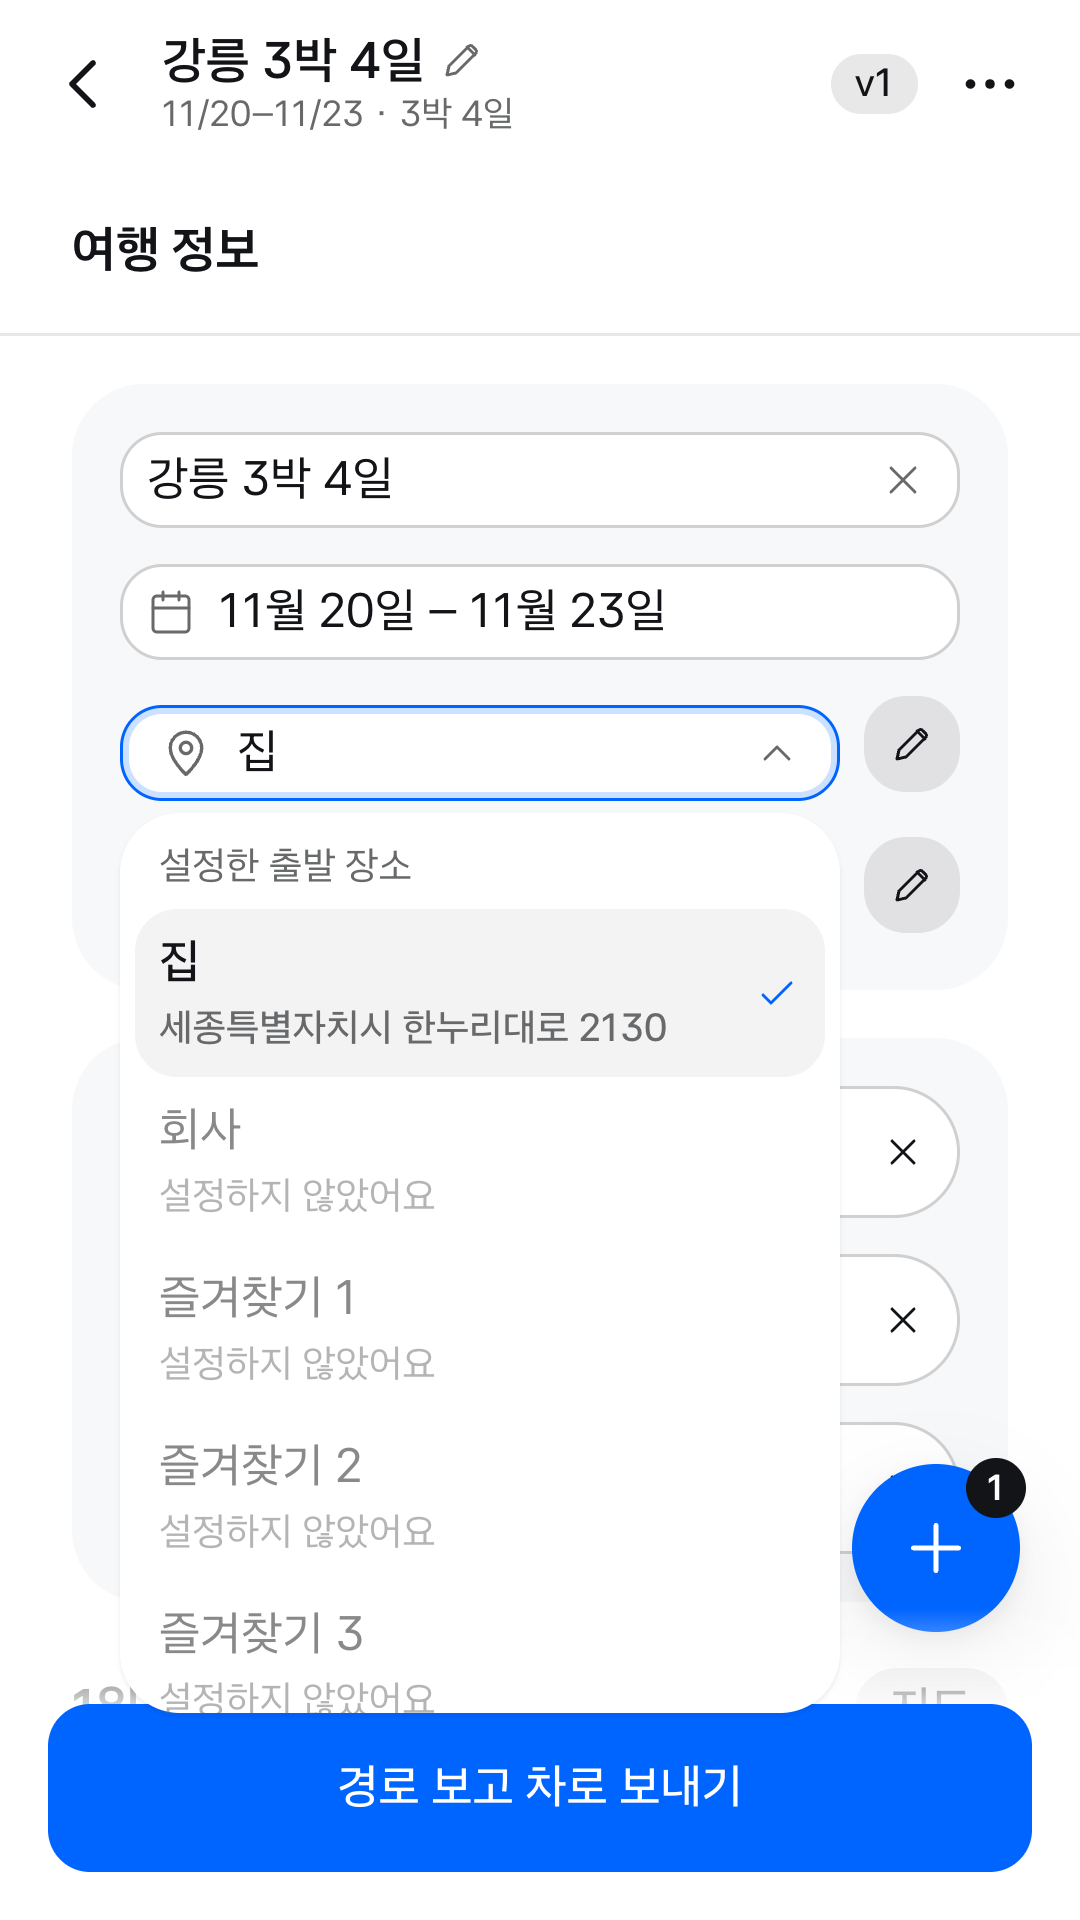 강릉 3박 4일
11/20–11/23 · 3박 4일
v1
여행 정보
강릉 3박 4일
11월 20일 – 11월 23일
집
설정한 출발 장소
집
세종특별자치시 한누리대로 2130
회사
설정하지 않았어요
즐겨찾기 1
설정하지 않았어요
즐겨찾기 2
설정하지 않았어요
1
즐겨찾기 3
설정하지 않았어요
경로 보고 차로 보내기